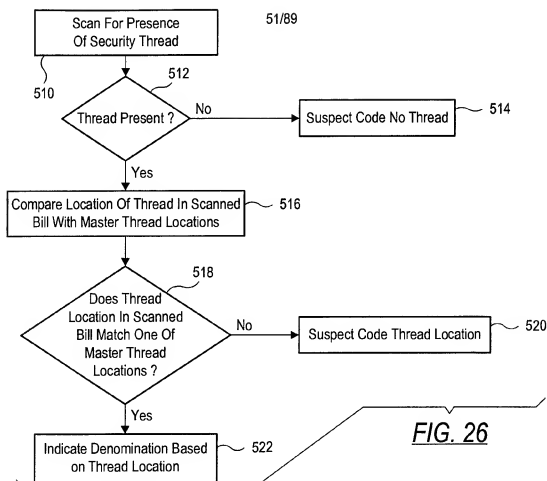 Scan For Presence
Of Security Thread
51/89
510
512
Thread Present ?
No
Suspect Code No Thread
514
Yes
Compare Location Of Thread In Scanned
Bill With Master Thread Locations
516
518
Does Thread
Location In Scanned
Bill Match One Of
Master Thread
Locations ?
No
Suspect Code Thread Location
520
Yes
Indicate Denomination Based
on Thread Location
522
FIG. 26